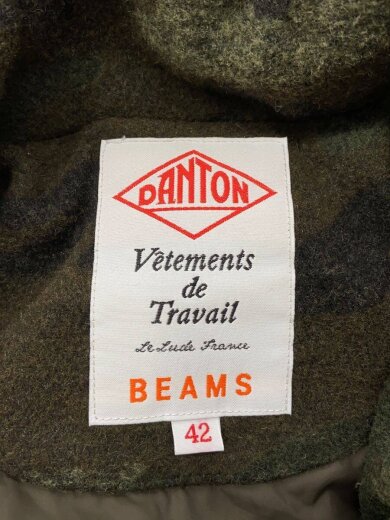 DANTON
Vêtements
de
Travail
Le Lude France
BEAMS
42